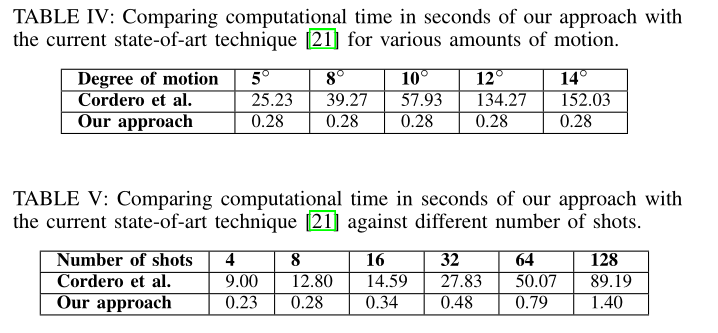 TABLE IV: Comparing computational time in seconds of our approach with
the current state-of-art technique [21] for various amounts of motion.
Degree of motion 5° 8° 10° 12° 14°
Cordero et al. 25.23 39.27 57.93 134.27 152.03
Our approach 0.28 0.28 0.28 0.28 0.28
TABLE V: Comparing computational time in seconds of our approach with
the current state-of-art technique [21] against different number of shots.
Number of shots 4 8 16 32 64 128
Cordero et al. 9.00 12.80 14.59 27.83 50.07 89.19
Our approach 0.23 0.28 0.34 0.48 0.79 1.40